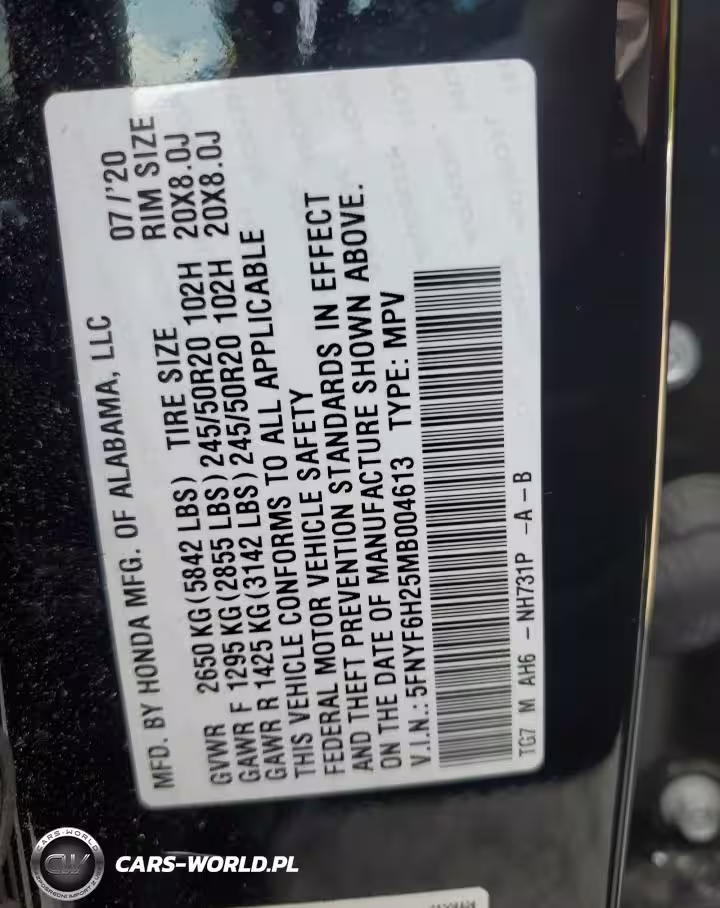 MFD. BY HONDA MFG. OF ALABAMA, LLC 07/'20
GVWR 2650 KG (5842 LBS) TIRE SIZE RIM SIZE
GAWR F 1295 KG (2855 LBS) 245/50R20 102H 20X8.0J
GAWR R 1425 KG (3142 LBS) 245/50R20 102H 20X8.0J
THIS VEHICLE CONFORMS TO ALL APPLICABLE
FEDERAL MOTOR VEHICLE SAFETY
AND THEFT PREVENTION STANDARDS IN EFFECT
ON THE DATE OF MANUFACTURE SHOWN ABOVE.
V.I.N.: 5FNYF6H25MB004613 TYPE: MPV
TG7 M AH6 - NH731P -A-B
CARS-WORLD
CW
CARS-WORLD.PL